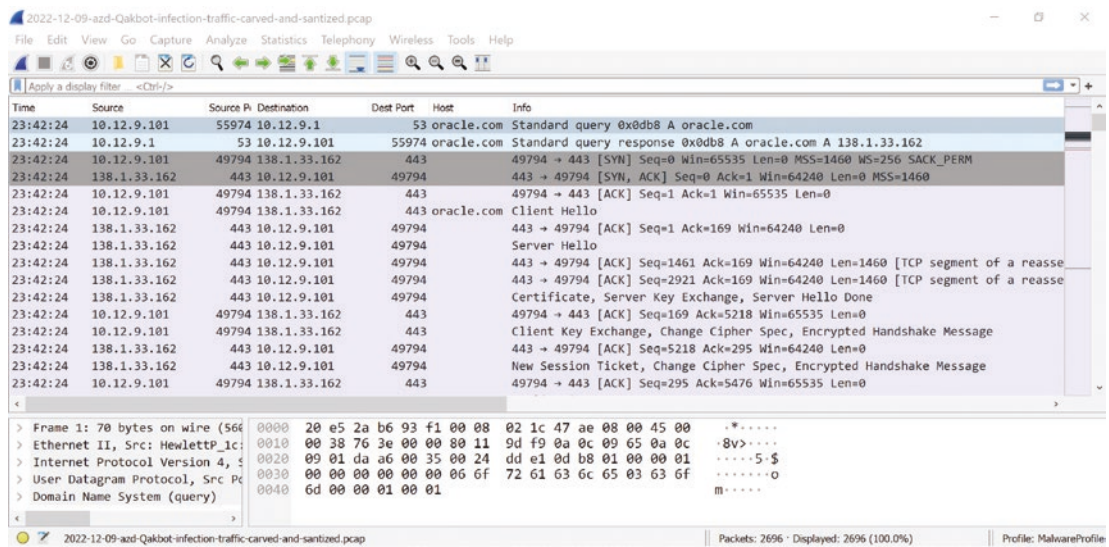 2022-12-09-azd-Qakbot-infection-traffic-carved-and-santized.pcap
File Edit View Go Capture Analyze Statistics Telephony Wireless Tools Help
Apply a display filter ... <Ctrl-/>
Time Source Source P Destination Dest Port Host Info
23:42:24 10.12.9.101 55974 10.12.9.1 53 oracle.com Standard query 0x0db8 A oracle.com
23:42:24 10.12.9.1 53 10.12.9.101 55974 oracle.com Standard query response 0x0db8 A oracle.com A 138.1.33.162
23:42:24 10.12.9.101 49794 138.1.33.162 443 49794 → 443 [SYN] Seq=0 Win=65535 Len=0 MSS=1460 WS=256 SACK_PERM
23:42:24 138.1.33.162 443 10.12.9.101 49794 443 → 49794 [SYN, ACK] Seq=0 Ack=1 Win=64240 Len=0 MSS=1460
23:42:24 10.12.9.101 49794 138.1.33.162 443 49794 → 443 [ACK] Seq=1 Ack=1 Win=65535 Len=0
23:42:24 10.12.9.101 49794 138.1.33.162 443 oracle.com Client Hello
23:42:24 138.1.33.162 443 10.12.9.101 49794 443 → 49794 [ACK] Seq=1 Ack=169 Win=64240 Len=0
23:42:24 138.1.33.162 443 10.12.9.101 49794 Server Hello
23:42:24 138.1.33.162 443 10.12.9.101 49794 443 → 49794 [ACK] Seq=1461 Ack=169 Win=64240 Len=1460 [TCP segment of a reasse
23:42:24 138.1.33.162 443 10.12.9.101 49794 443 → 49794 [ACK] Seq=2921 Ack=169 Win=64240 Len=1460 [TCP segment of a reasse
23:42:24 138.1.33.162 443 10.12.9.101 49794 Certificate, Server Key Exchange, Server Hello Done
23:42:24 10.12.9.101 49794 138.1.33.162 443 49794 → 443 [ACK] Seq=169 Ack=5218 Win=65535 Len=0
23:42:24 10.12.9.101 49794 138.1.33.162 443 Client Key Exchange, Change Cipher Spec, Encrypted Handshake Message
23:42:24 138.1.33.162 443 10.12.9.101 49794 443 → 49794 [ACK] Seq=5218 Ack=295 Win=64240 Len=0
23:42:24 138.1.33.162 443 10.12.9.101 49794 New Session Ticket, Change Cipher Spec, Encrypted Handshake Message
23:42:24 10.12.9.101 49794 138.1.33.162 443 49794 → 443 [ACK] Seq=295 Ack=5476 Win=65535 Len=0
> Frame 1: 70 bytes on wire (560 0000 20 e5 2a b6 93 f1 00 08 02 1c 47 ae 08 00 45 00 ·*·····
> Ethernet II, Src: HewlettP_1c: 0010 00 38 76 3e 00 00 80 11 9d f9 0a 0c 09 65 0a 0c ·8v>·····
> Internet Protocol Version 4, S 0020 09 01 da a6 00 35 00 24 dd e1 0d b8 01 00 00 01 ·····5·$
> User Datagram Protocol, Src Po 0030 00 00 00 00 00 00 06 6f 72 61 63 6c 65 03 63 6f ·······o
> Domain Name System (query) 0040 6d 00 00 01 00 01 m·····
2022-12-09-azd-Qakbot-infection-traffic-carved-and-santized.pcap Packets: 2696 · Displayed: 2696 (100.0%) Profile: MalwareProfile